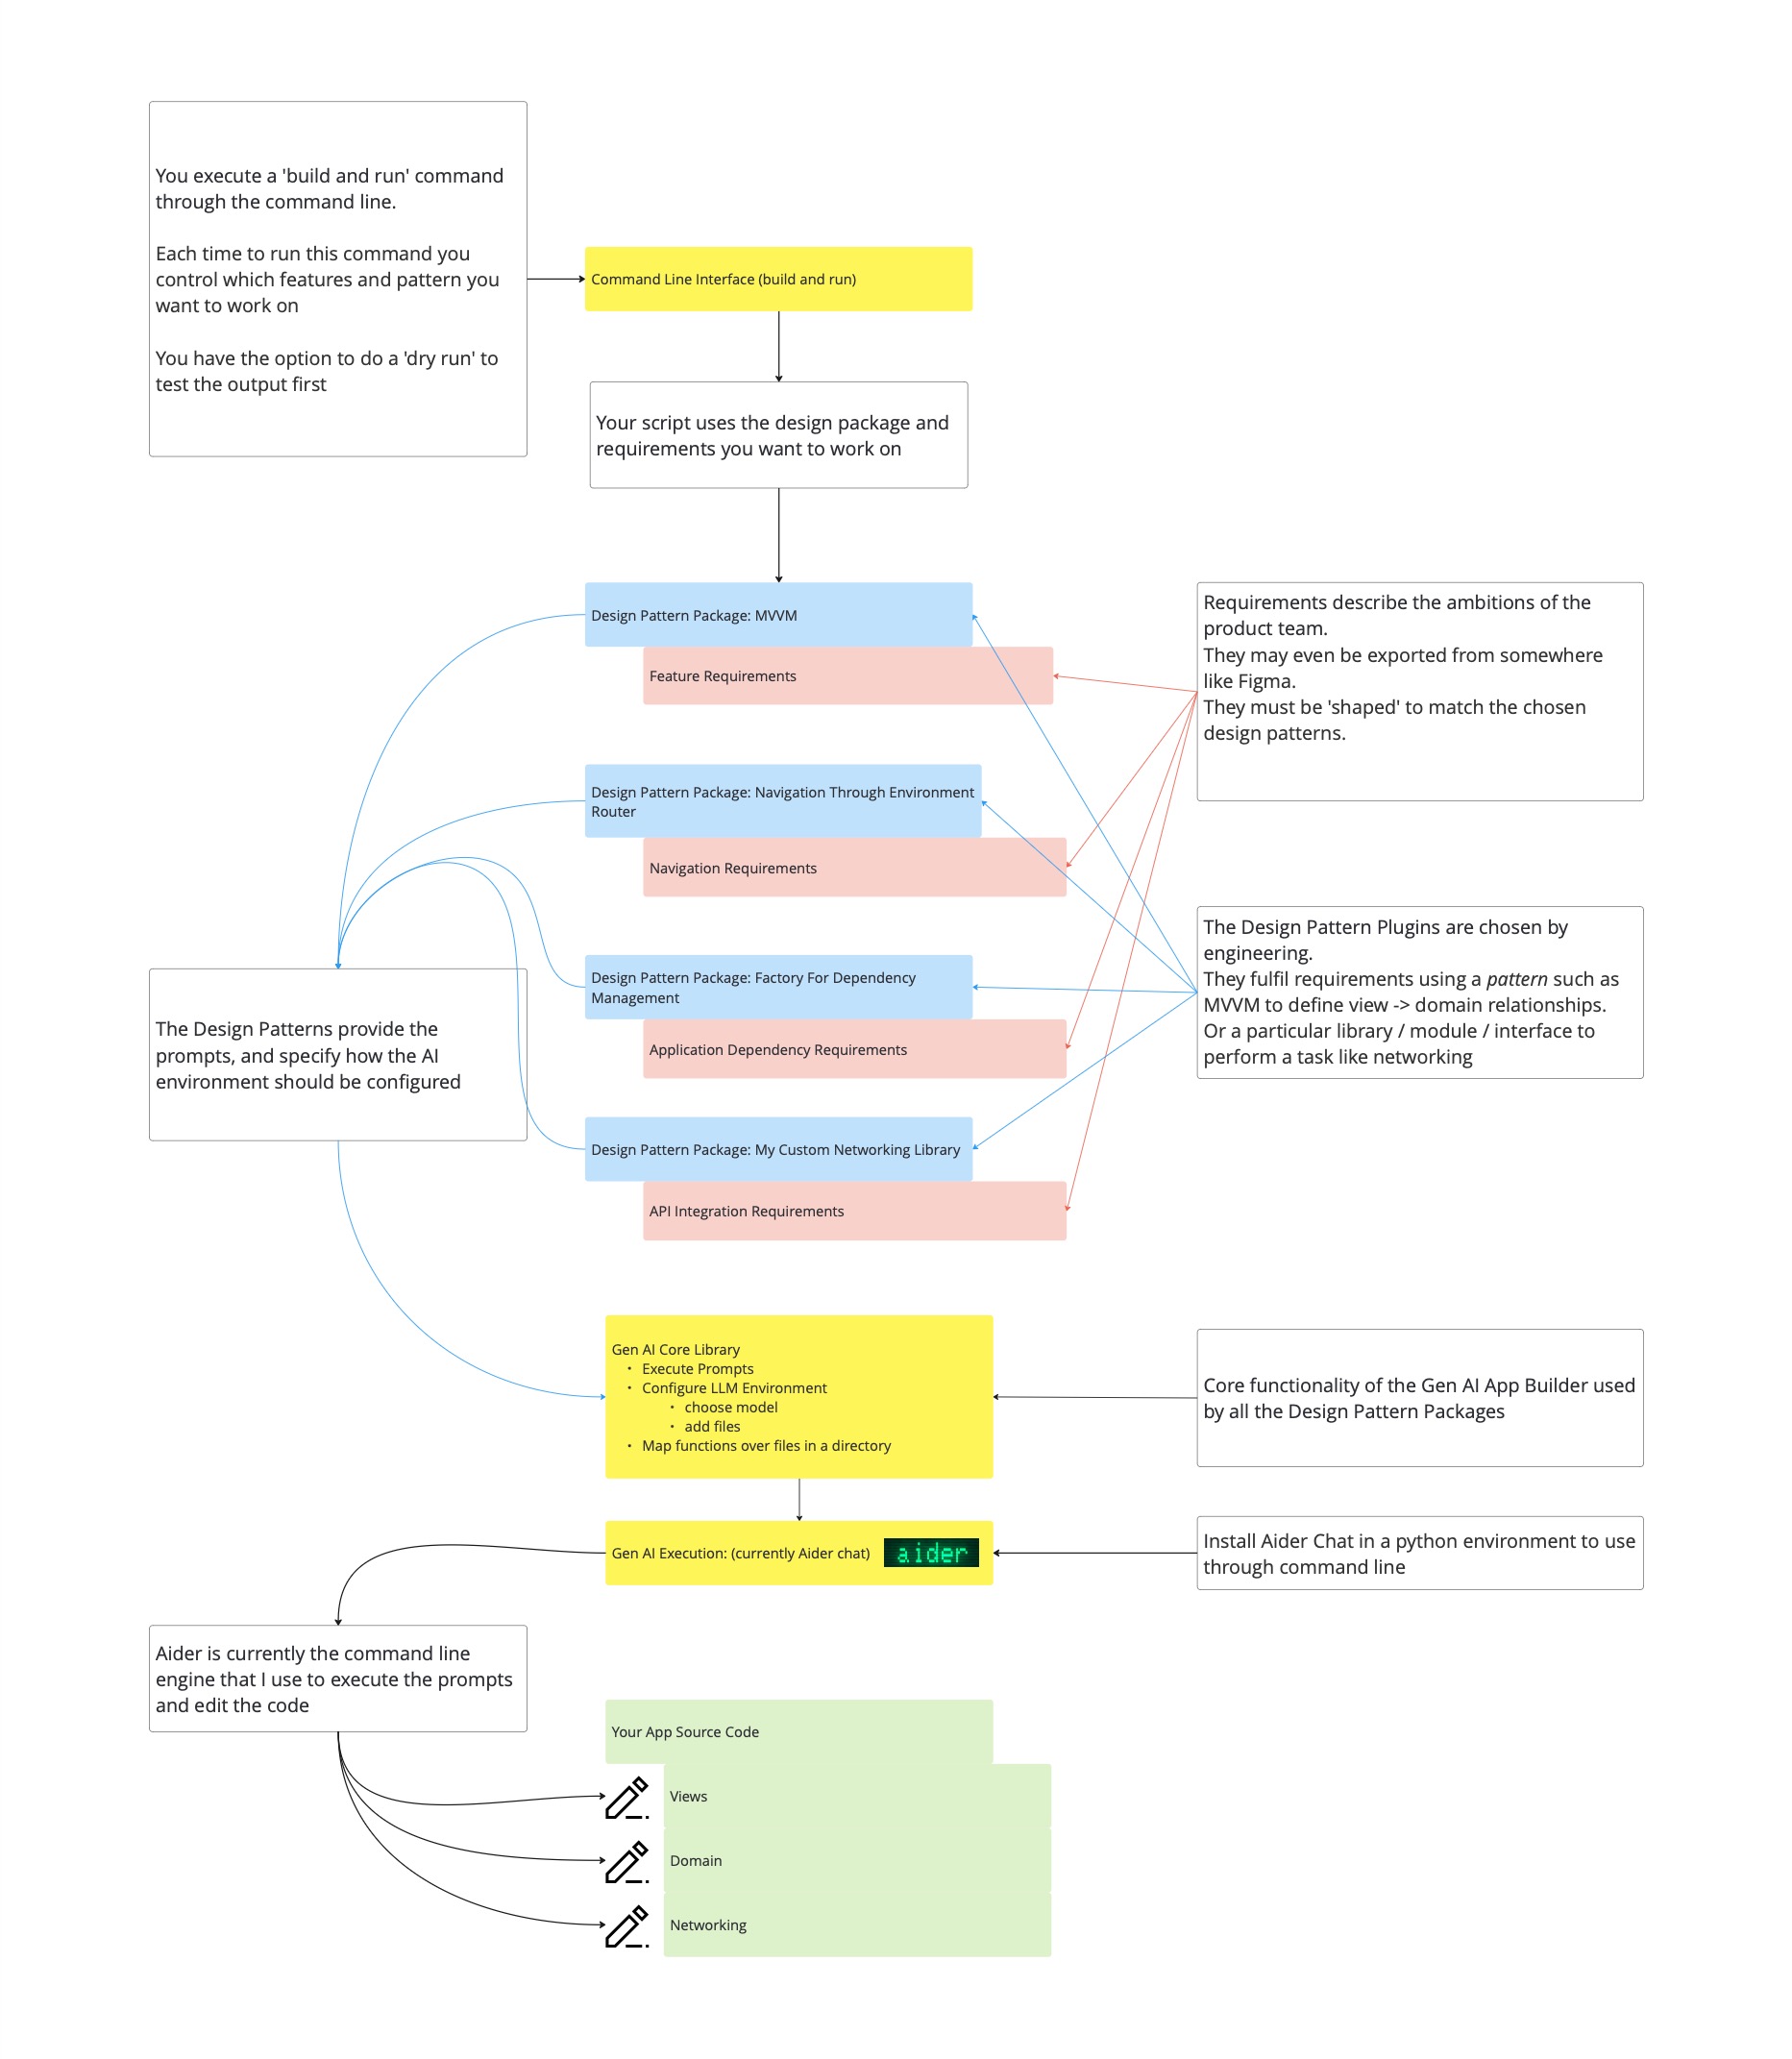 You execute a 'build and run' command
through the command line.
Each time to run this command you
control which features and pattern you
want to work on
You have the option to do a 'dry run' to
test the output first
Command Line Interface (build and run)
Your script uses the design package and
requirements you want to work on
Design Pattern Package: MVVM
Feature Requirements
Requirements describe the ambitions of the
product team.
They may even be exported from somewhere
like Figma.
They must be 'shaped' to match the chosen
design patterns.
Design Pattern Package: Navigation Through Environment
Router
Navigation Requirements
The Design Pattern Plugins are chosen by
engineering.
They fulfil requirements using a pattern such as
MVVM to define view -> domain relationships.
Or a particular library / module / interface to
perform a task like networking
Design Pattern Package: Factory For Dependency
Management
Application Dependency Requirements
The Design Patterns provide the
prompts, and specify how the AI
environment should be configured
Design Pattern Package: My Custom Networking Library
API Integration Requirements
Gen AI Core Library
• Execute Prompts
• Configure LLM Environment
• choose model
• add files
• Map functions over files in a directory
Core functionality of the Gen AI App Builder used
by all the Design Pattern Packages
Gen AI Execution: (currently Aider chat)
aider
Install Aider Chat in a python environment to use
through command line
Aider is currently the command line
engine that I use to execute the prompts
and edit the code
Your App Source Code
Views
Domain
Networking